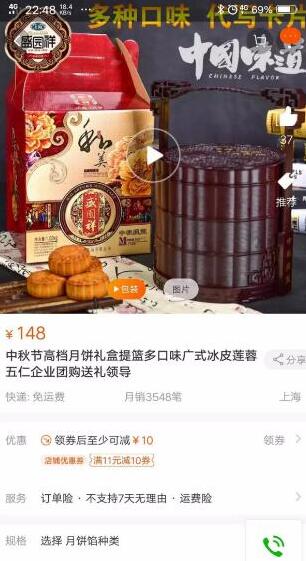 4G 22:48 18.4 K/S 4G 69%
多种口味 代写卡片
盛园祥
中国味道
CHINESE FLAVOR
和美
盛園祥
中秋月餅
37
推荐
包装
图片
¥148
中秋节高档月饼礼盒提篮多口味广式冰皮莲蓉
五仁企业团购送礼领导
分享
快递: 免运费 月销3548笔 上海
优惠 领券后至少可减¥10 领券
店铺优惠券 满11元减10券
服务 订单险 · 不支持7天无理由 · 运费险
规格 选择 月饼馅种类